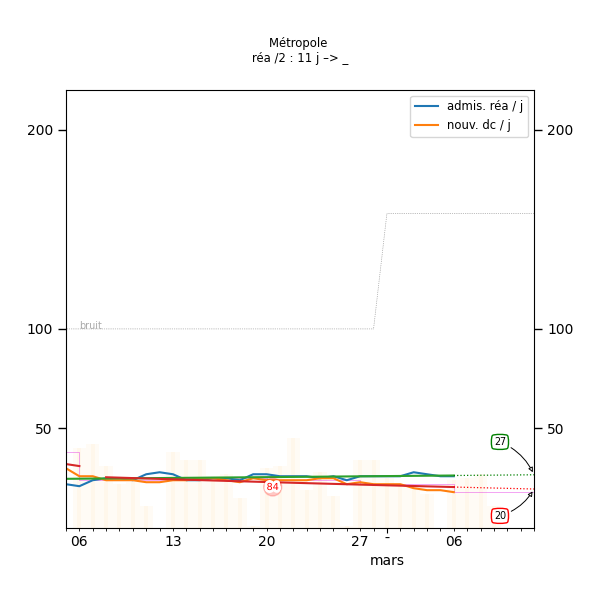 Métropole
réa /2 : 11 j –> _
admis. réa / j
nouv. dc / j
200
200
bruit
100
100
50
50
27
84
20
06
13
20
27
-
06
mars